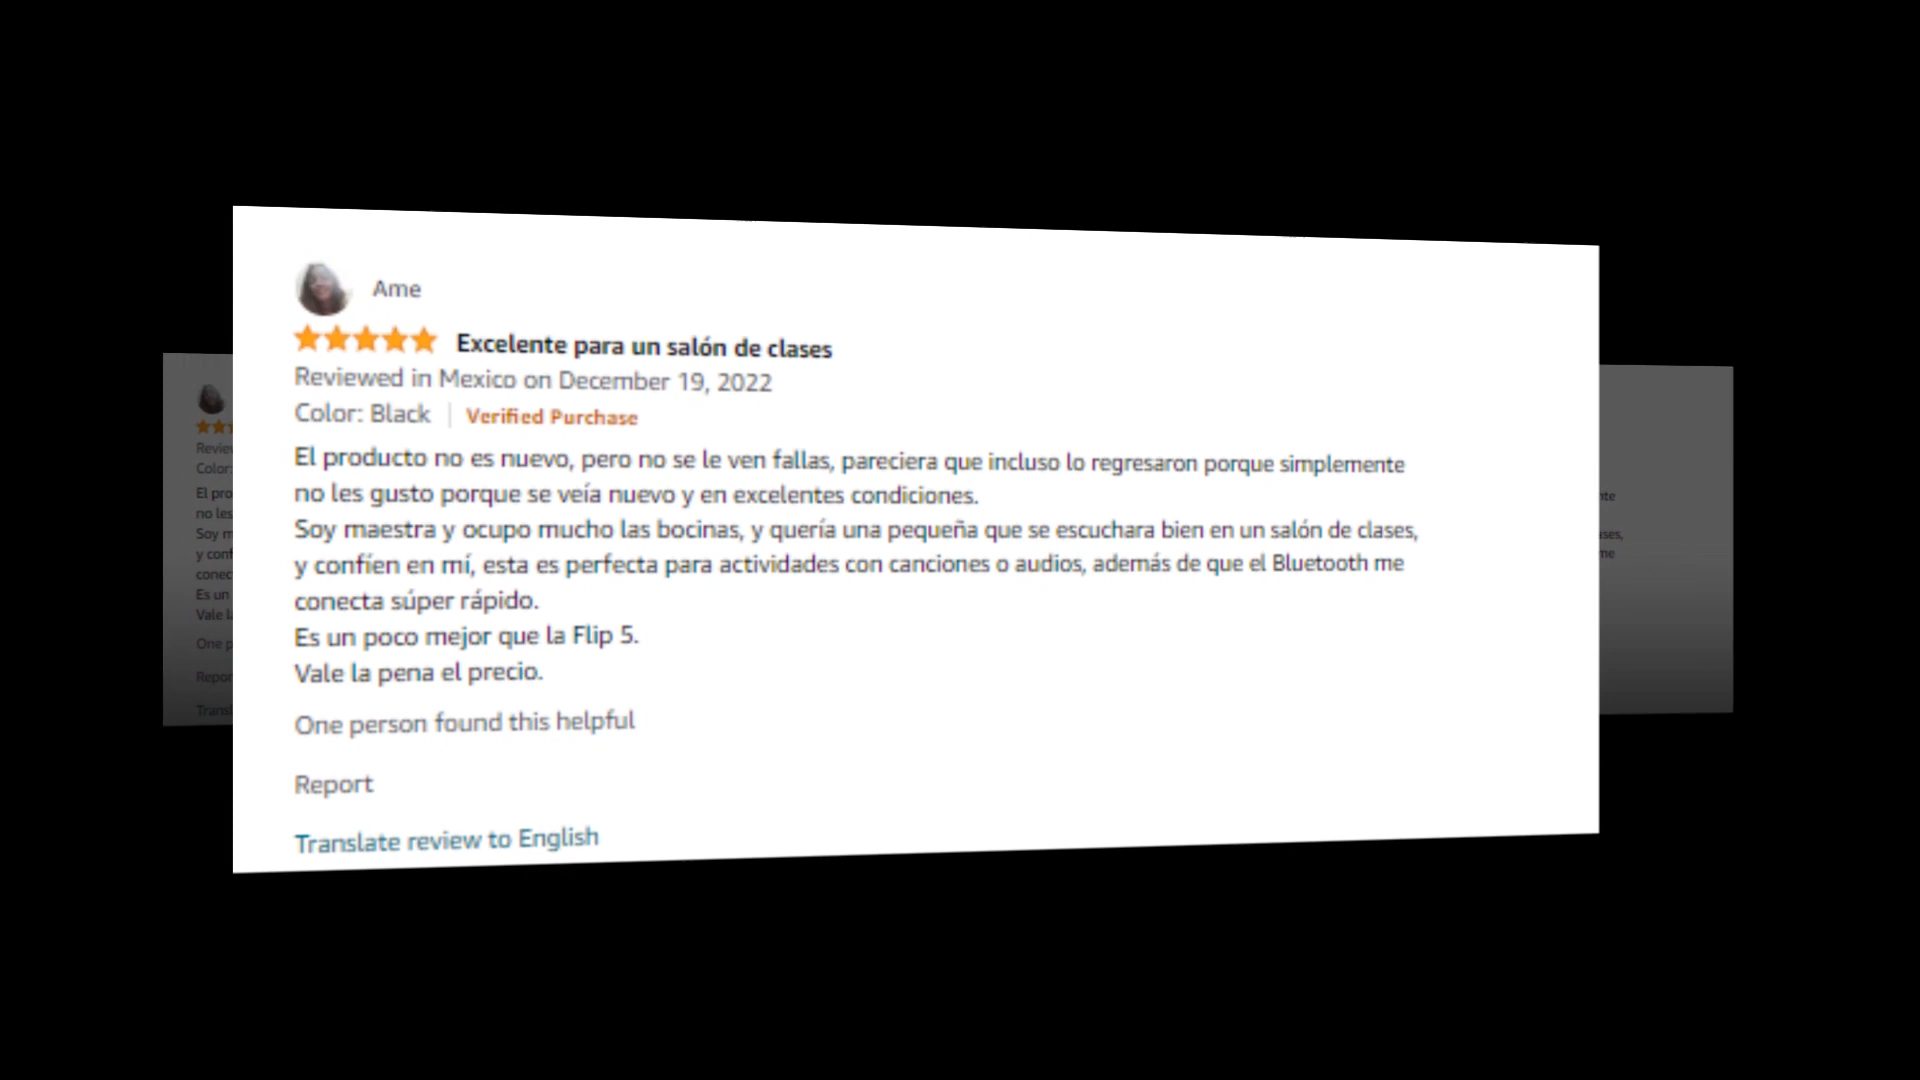 Ame
Excelente para un salón de clases
Reviewed in Mexico on December 19, 2022
Color: Black | Verified Purchase
El producto no es nuevo, pero no se le ven fallas, pareciera que incluso lo regresaron porque simplemente
no les gusto porque se veía nuevo y en excelentes condiciones.
Soy maestra y ocupo mucho las bocinas, y quería una pequeña que se escuchara bien en un salón de clases,
y confíen en mí, esta es perfecta para actividades con canciones o audios, además de que el Bluetooth me
conecta súper rápido.
Es un poco mejor que la Flip 5.
Vale la pena el precio.
One person found this helpful
Report
Translate review to English